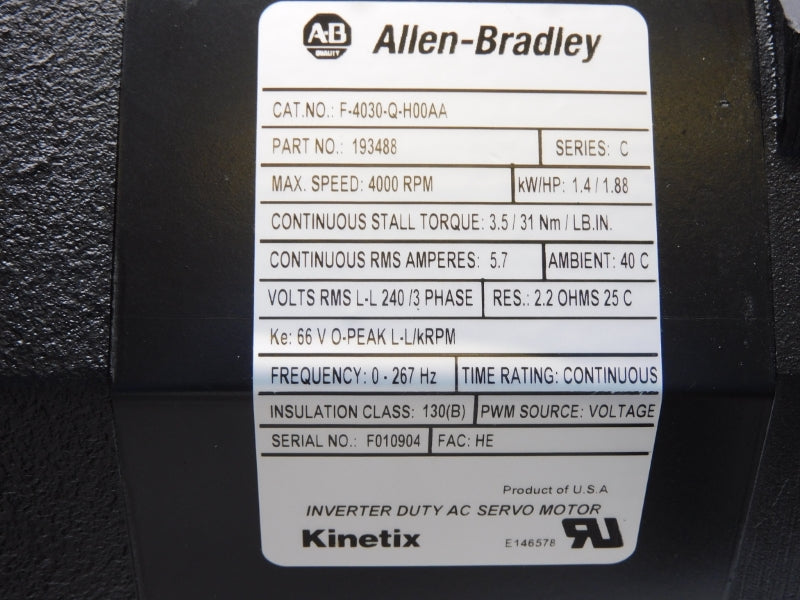 A-B
QUALITY
Allen-Bradley
CAT.NO.: F-4030-Q-H00AA
PART NO.: 193488 SERIES: C
MAX. SPEED: 4000 RPM kW/HP: 1.4 / 1.88
CONTINUOUS STALL TORQUE: 3.5 / 31 Nm / LB.IN.
CONTINUOUS RMS AMPERES: 5.7 AMBIENT: 40 C
VOLTS RMS L-L 240 /3 PHASE RES.: 2.2 OHMS 25 C
Ke: 66 V O-PEAK L-L/kRPM
FREQUENCY: 0 - 267 Hz TIME RATING: CONTINUOUS
INSULATION CLASS: 130(B) PWM SOURCE: VOLTAGE
SERIAL NO.: F010904 FAC: HE
Product of U.S.A
INVERTER DUTY AC SERVO MOTOR
Kinetix E146578 RU